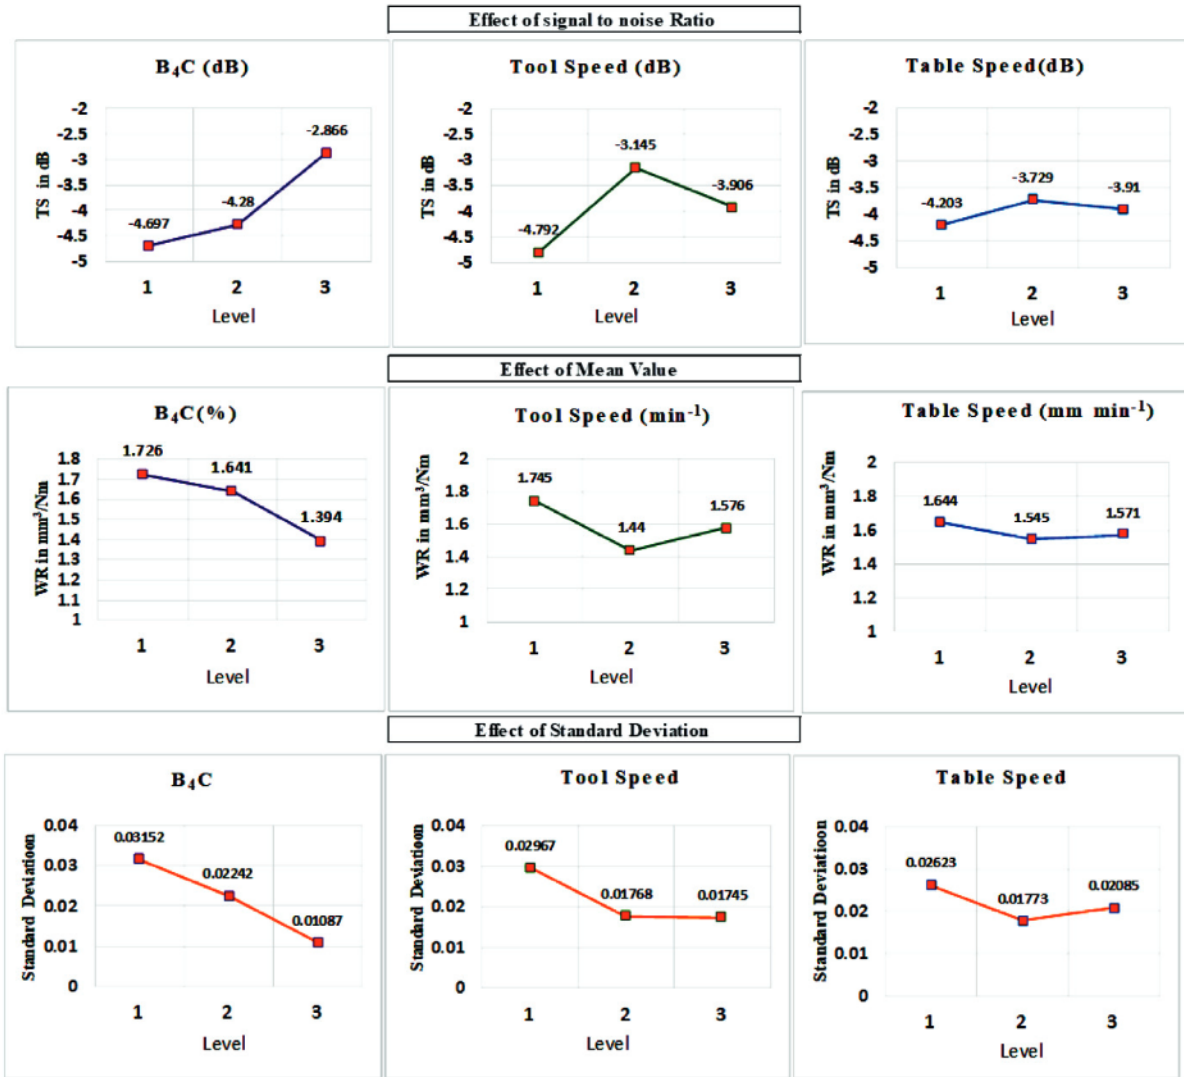 Effect of signal to noise Ratio
B₄C (dB)
TS in dB
-2
-2.5
-3
-3.5
-4
-4.5
-5
-4.697
-4.28
-2.866
1 2 3
Level
Tool Speed (dB)
TS in dB
-2
-2.5
-3
-3.5
-4
-4.5
-5
-4.792
-3.145
-3.906
1 2 3
Level
Table Speed(dB)
TS in dB
-2
-2.5
-3
-3.5
-4
-4.5
-5
-4.203
-3.729
-3.91
1 2 3
Level
Effect of Mean Value
B₄C(%)
WR in mm³/Nm
1.8
1.7
1.6
1.5
1.4
1.3
1.2
1.1
1
1.726
1.641
1.394
1 2 3
Level
Tool Speed (min⁻¹)
WR in mm³/Nm
2
1.8
1.6
1.4
1.2
1
1.745
1.44
1.576
1 2 3
Level
Table Speed (mm min⁻¹)
WR in mm³/Nm
2
1.8
1.6
1.4
1.2
1
1.644
1.545
1.571
1 2 3
Level
Effect of Standard Deviation
B₄C
Standard Deviatioon
0.04
0.03
0.02
0.01
0
0.03152
0.02242
0.01087
1 2 3
Level
Tool Speed
Standard Deviatioon
0.04
0.03
0.02
0.01
0
0.02967
0.01768
0.01745
1 2 3
Level
Table Speed
Standard Deviatioon
0.04
0.03
0.02
0.01
0
0.02623
0.01773
0.02085
1 2 3
Level